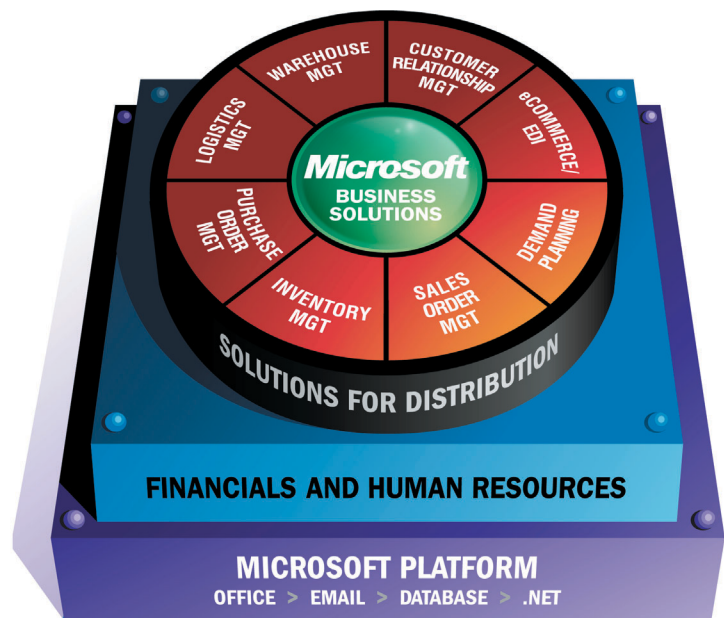 WAREHOUSE
MGT
CUSTOMER
RELATIONSHIP
MGT
eCOMMERCE/
EDI
DEMAND
PLANNING
SALES
ORDER
MGT
INVENTORY
MGT
PURCHASE
ORDER
MGT
LOGISTICS
MGT
Microsoft
BUSINESS
SOLUTIONS
SOLUTIONS FOR DISTRIBUTION
FINANCIALS AND HUMAN RESOURCES
MICROSOFT PLATFORM
OFFICE > EMAIL > DATABASE > .NET